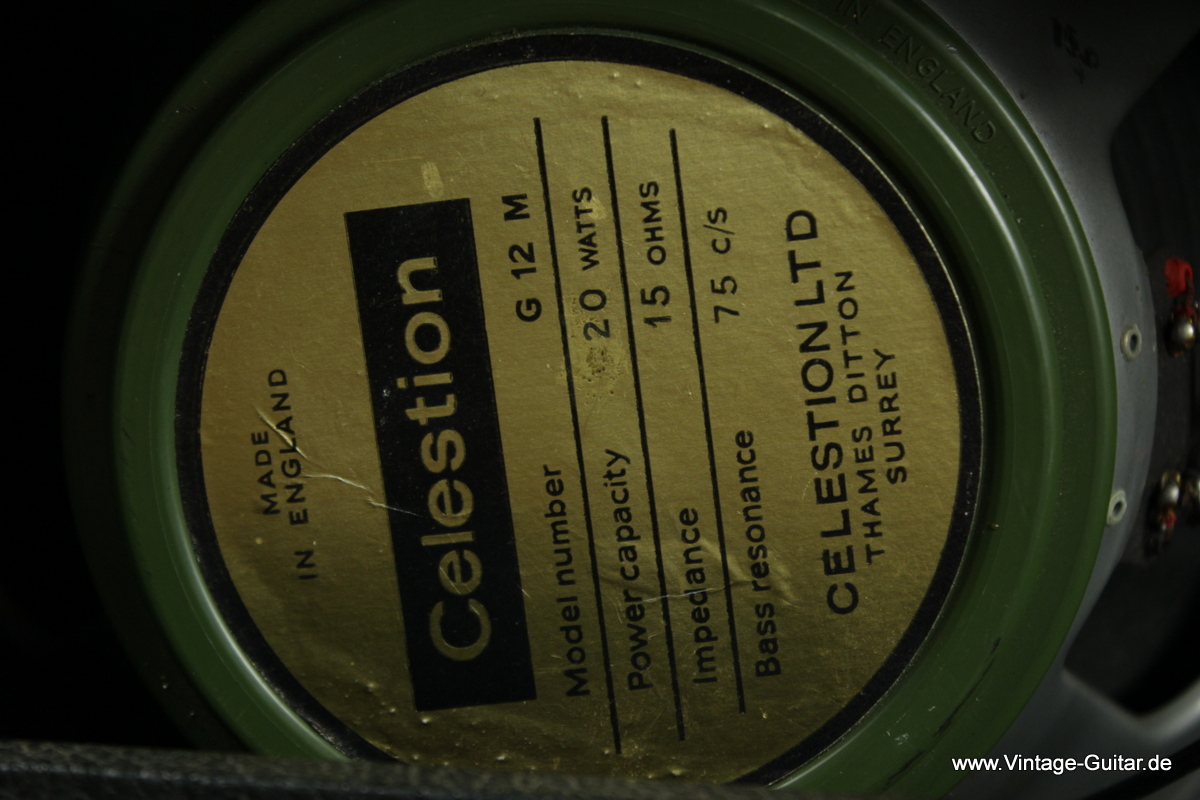 MADE
IN ENGLAND
Celestion
Model number G 12 M
Power capacity 20 WATTS
Impedance 15 OHMS
Bass resonance 75 c/s
CELESTION LTD
THAMES DITTON
SURREY
IN ENGLAND
www.Vintage-Guitar.de